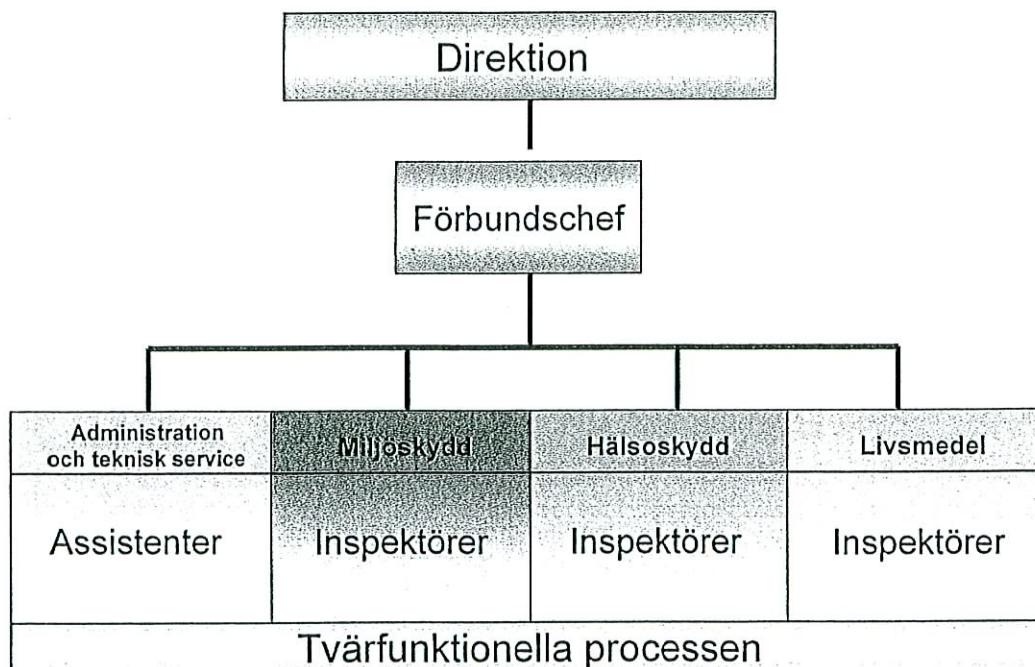 Direktion
Förbundschef
Administration
och teknisk service
Miljöskydd
Hälsoskydd
Livsmedel
Assistenter
Inspektörer
Inspektörer
Inspektörer
Tvärfunktionella processen